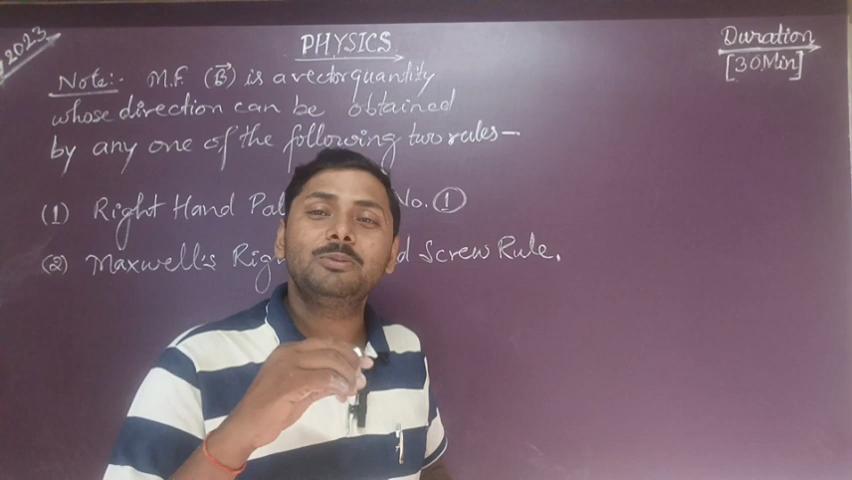 2023
PHYSICS
Duration
[30Min]
Note:- M.F. (B⃗) is a vector quantity
whose direction can be obtained
by any one of the following two rules—
(1) Right Hand Pal No. 1
(2) Maxwell's Rig d Screw Rule.